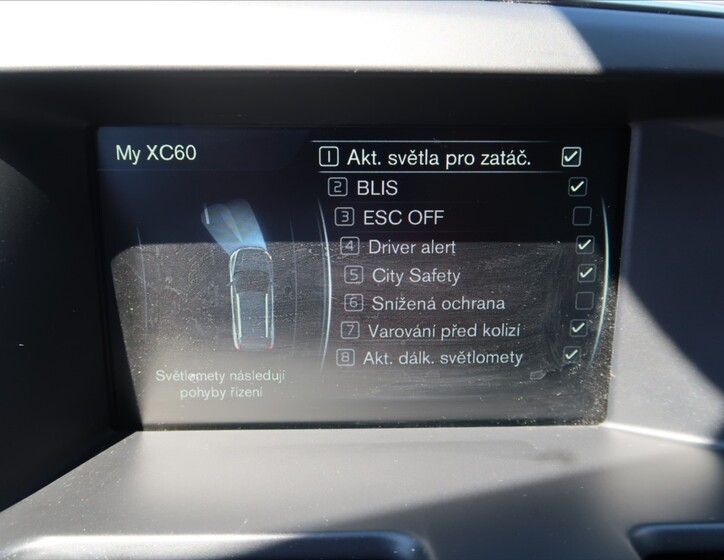 My XC60
1 Akt. světla pro zatáč.
2 BLIS
3 ESC OFF
4 Driver alert
5 City Safety
6 Snížená ochrana
7 Varování před kolizí
8 Akt. dálk. světlomety
Světlomety následují
pohyby řízení